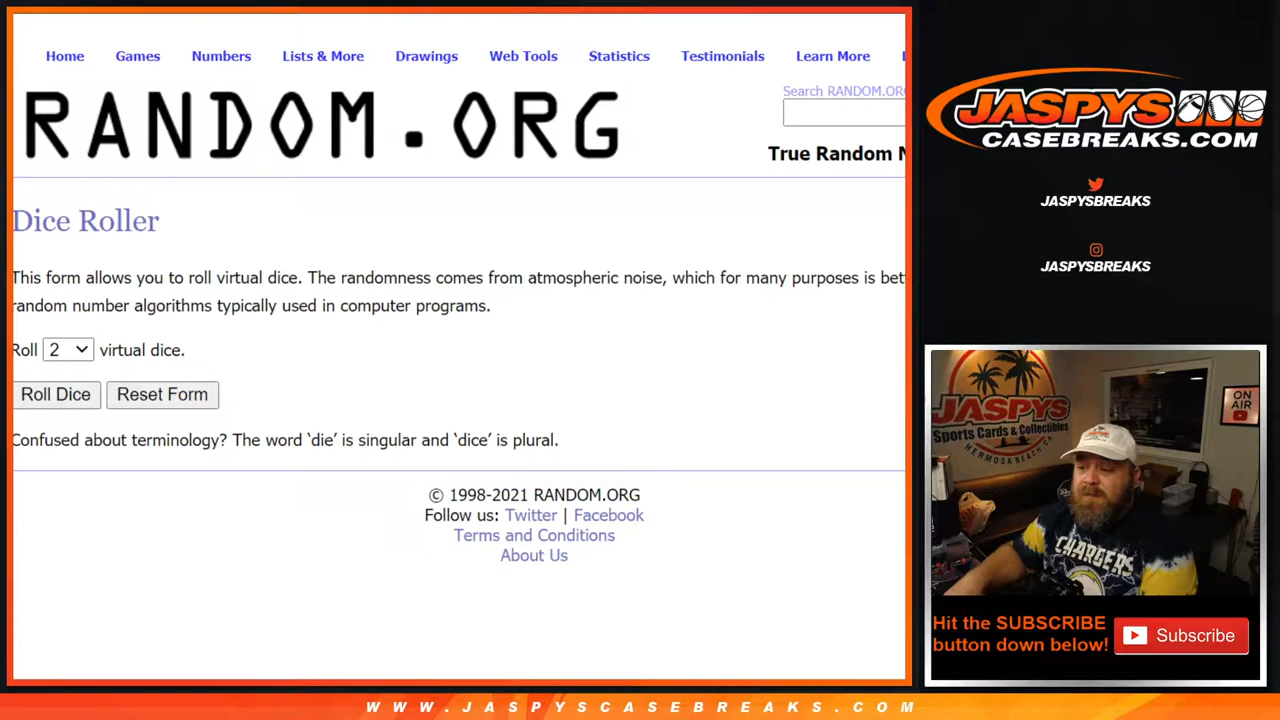 Home Games Numbers Lists & More Drawings Web Tools Statistics Testimonials Learn More
RANDOM.ORG
Search RANDOM.ORG
True Random N
Dice Roller
This form allows you to roll virtual dice. The randomness comes from atmospheric noise, which for many purposes is bet
random number algorithms typically used in computer programs.
Roll 2 virtual dice.
Roll Dice Reset Form
Confused about terminology? The word ‘die’ is singular and ‘dice’ is plural.
© 1998-2021 RANDOM.ORG
Follow us: Twitter | Facebook
Terms and Conditions
About Us
JASPYS
CASEBREAKS.COM
JASPYSBREAKS
JASPYSBREAKS
JASPYS
Sports Cards & Collectibles
HERMOSA BEACH, CA
ON
AIR
CHARGERS
Hit the SUBSCRIBE
button down below!
Subscribe
WWW.JASPYSCASEBREAKS.COM